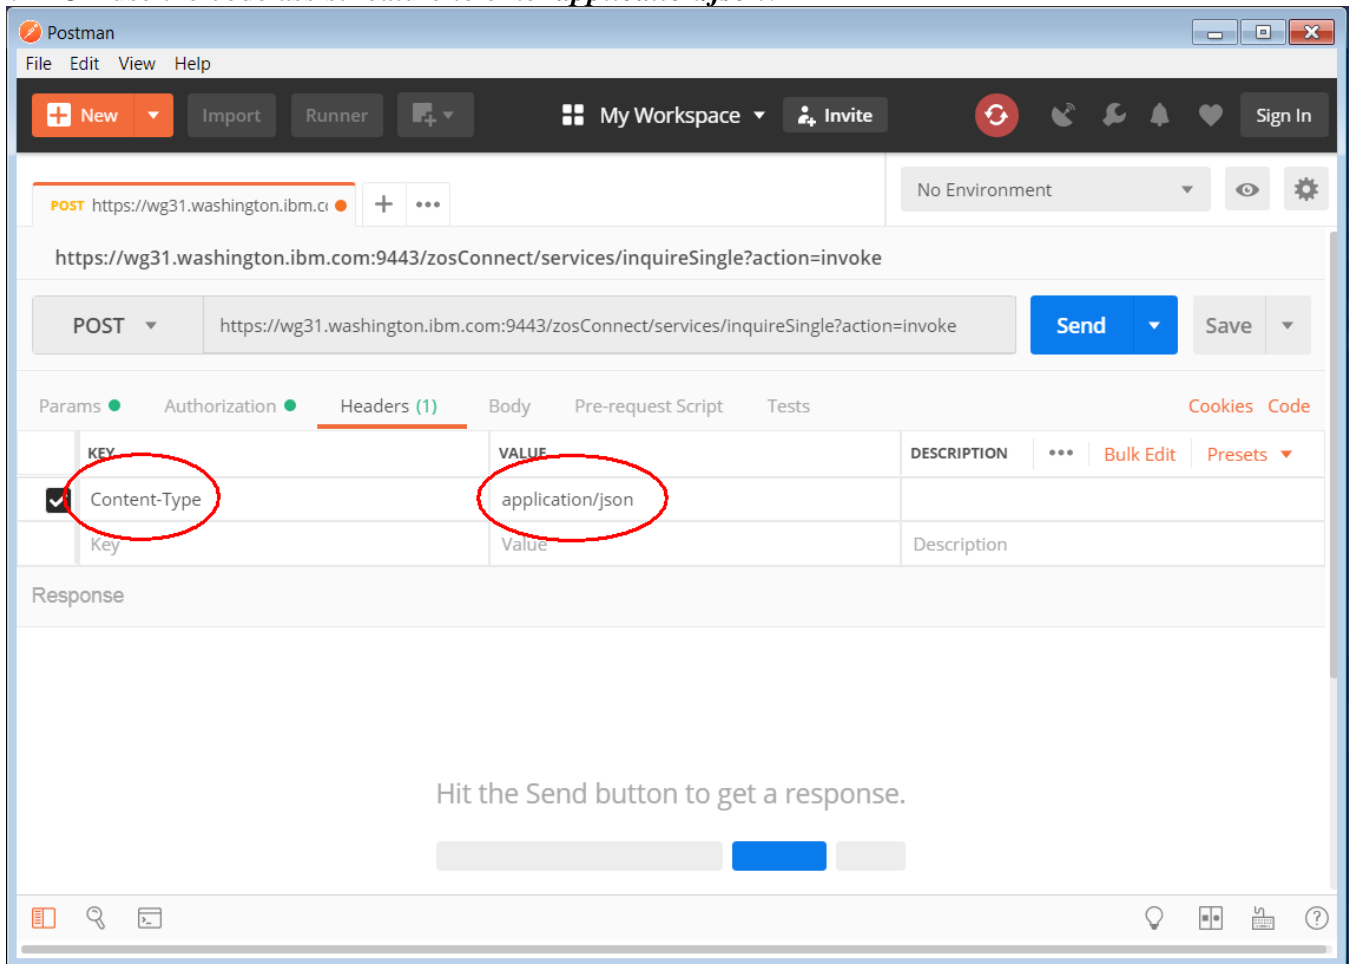 Postman
File Edit View Help
New Import Runner My Workspace Invite Sign In
POST https://wg31.washington.ibm.cc
No Environment
https://wg31.washington.ibm.com:9443/zosConnect/services/inquireSingle?action=invoke
POST https://wg31.washington.ibm.com:9443/zosConnect/services/inquireSingle?action=invoke Send Save
Params Authorization Headers (1) Body Pre-request Script Tests Cookies Code
KEY VALUE DESCRIPTION Bulk Edit Presets
Content-Type application/json
Key Value Description
Response
Hit the Send button to get a response.